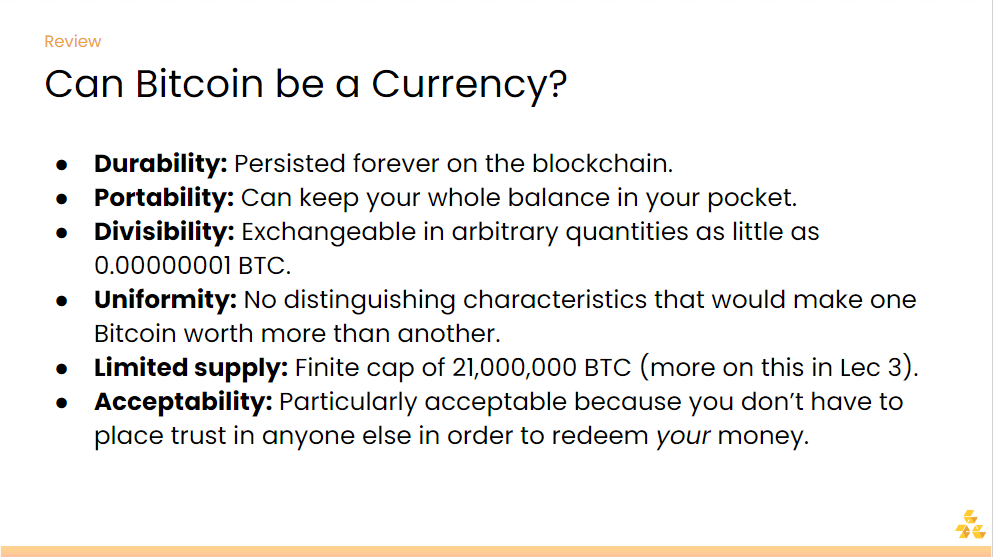 Review
Can Bitcoin be a Currency?
● Durability: Persisted forever on the blockchain.
● Portability: Can keep your whole balance in your pocket.
● Divisibility: Exchangeable in arbitrary quantities as little as
0.00000001 BTC.
● Uniformity: No distinguishing characteristics that would make one
Bitcoin worth more than another.
● Limited supply: Finite cap of 21,000,000 BTC (more on this in Lec 3).
● Acceptability: Particularly acceptable because you don’t have to
place trust in anyone else in order to redeem your money.